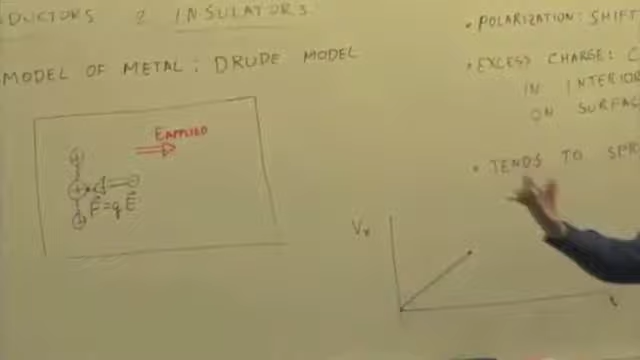 DUCTORS & INSULATORS
MODEL OF METAL: DRUDE MODEL
E APPLIED
F = qE
Vx
t
• POLARIZATION: SHIFT
• EXCESS CHARGE:
IN INTERIOR
ON SURFAC
• TENDS TO SPR